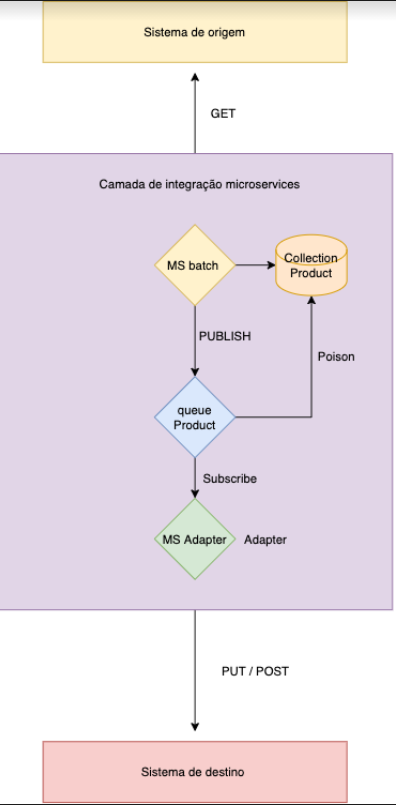 Sistema de origem
GET
Camada de integração microservices
MS batch
Collection
Product
PUBLISH
Poison
queue
Product
Subscribe
MS Adapter
Adapter
PUT / POST
Sistema de destino